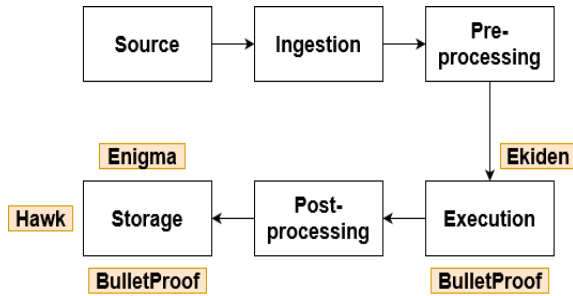 Source
Ingestion
Pre-
processing
Enigma
Ekiden
Hawk
Storage
Post-
processing
Execution
BulletProof
BulletProof